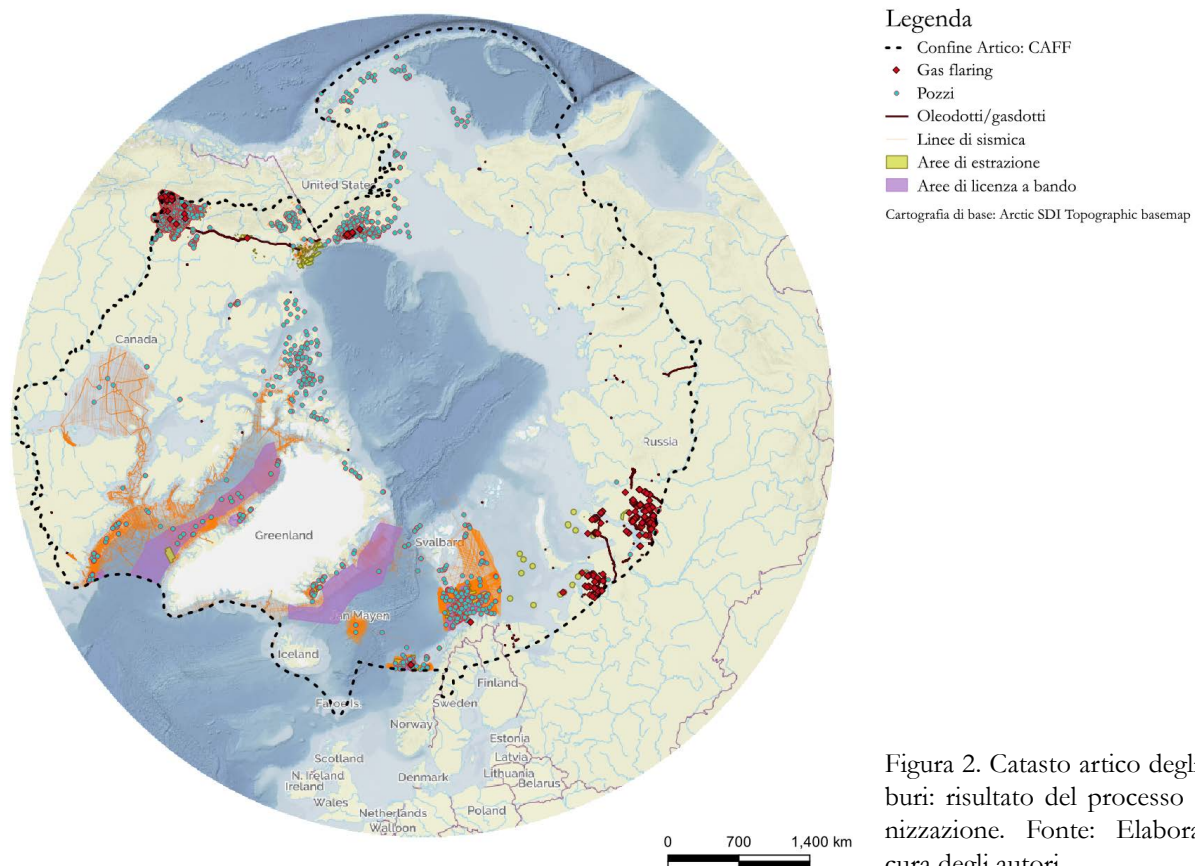 Legenda
Confine Artico: CAFF
Gas flaring
Pozzi
Oleodotti/gasdotti
Linee di sismica
Aree di estrazione
Aree di licenza a bando
Cartografia di base: Arctic SDI Topographic basemap
United State
Canada
Russia
Greenland
Svalbard
n Mayen
Iceland
Finland
Faroe Is.
Sweden
Norway
Estonia
Scotland
Latvia
N. Ireland
Denmark
Lithuania
Ireland
Belarus
Wales
Netherlands
Poland
Walloon
0 700 1,400 km
Figura 2. Catasto artico degli
buri: risultato del processo
nizzazione. Fonte: Elabora
cura degli autori